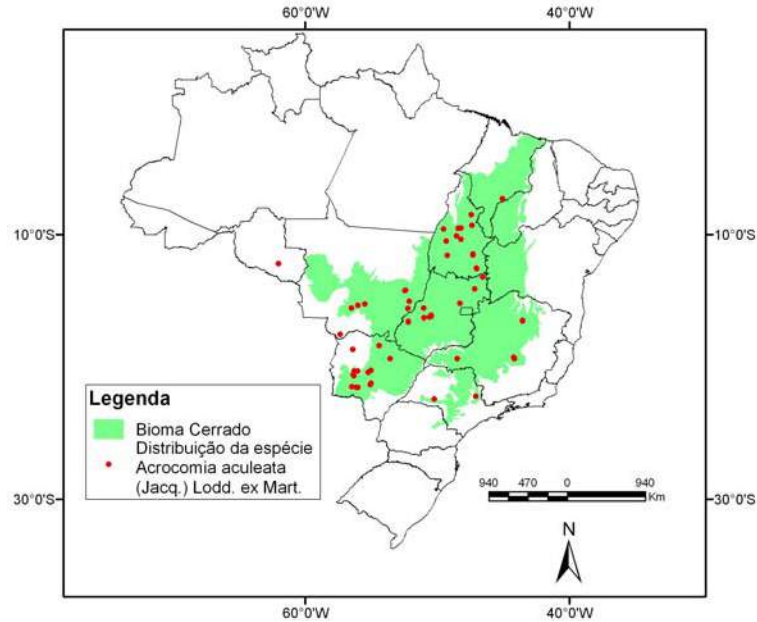 60°0'W 40°0'W
10°0'S 10°0'S
Legenda
Bioma Cerrado
Distribuição da espécie
Acrocomia aculeata
(Jacq.) Lodd. ex Mart.
940 470 0 940
Km
30°0'S 30°0'S
N
60°0'W 40°0'W